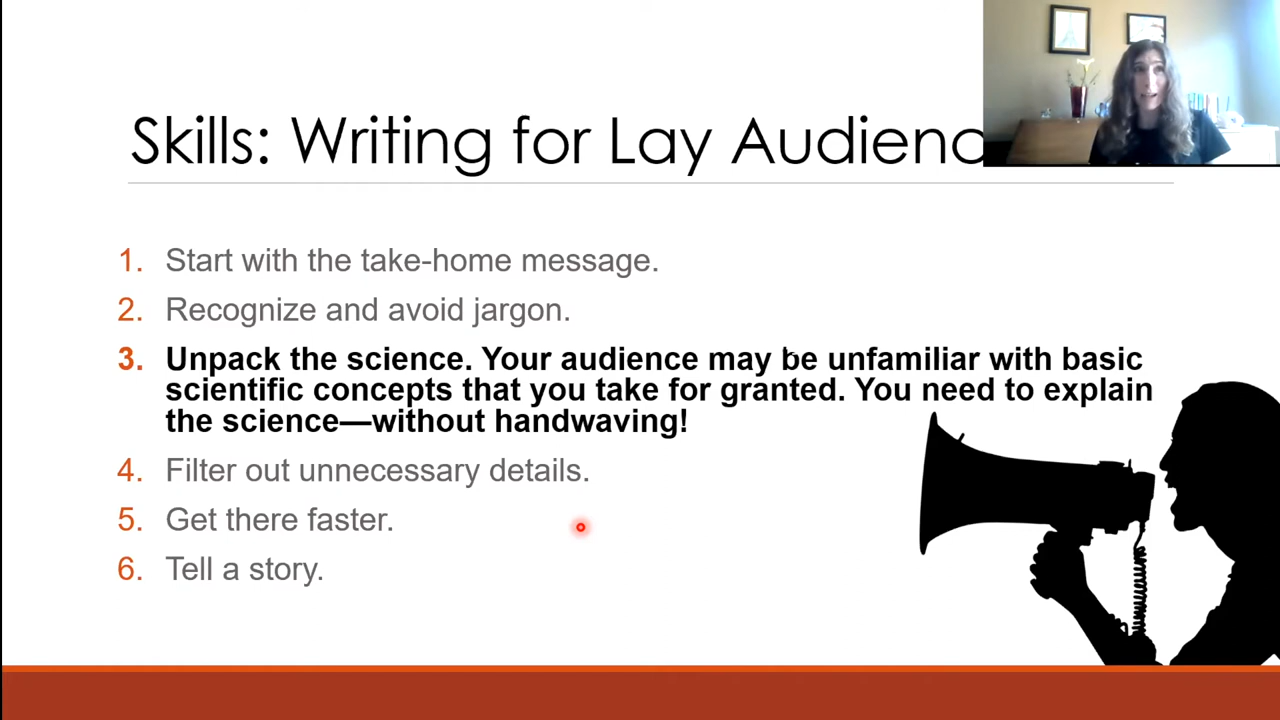 Skills: Writing for Lay
1. Start with the take-home message.
2. Recognize and avoid jargon.
3. Unpack the science. Your audience may be unfamiliar with basic
scientific concepts that you take for granted. You need to explain
the science—without handwaving!
4. Filter out unnecessary details.
5. Get there faster.
6. Tell a story.